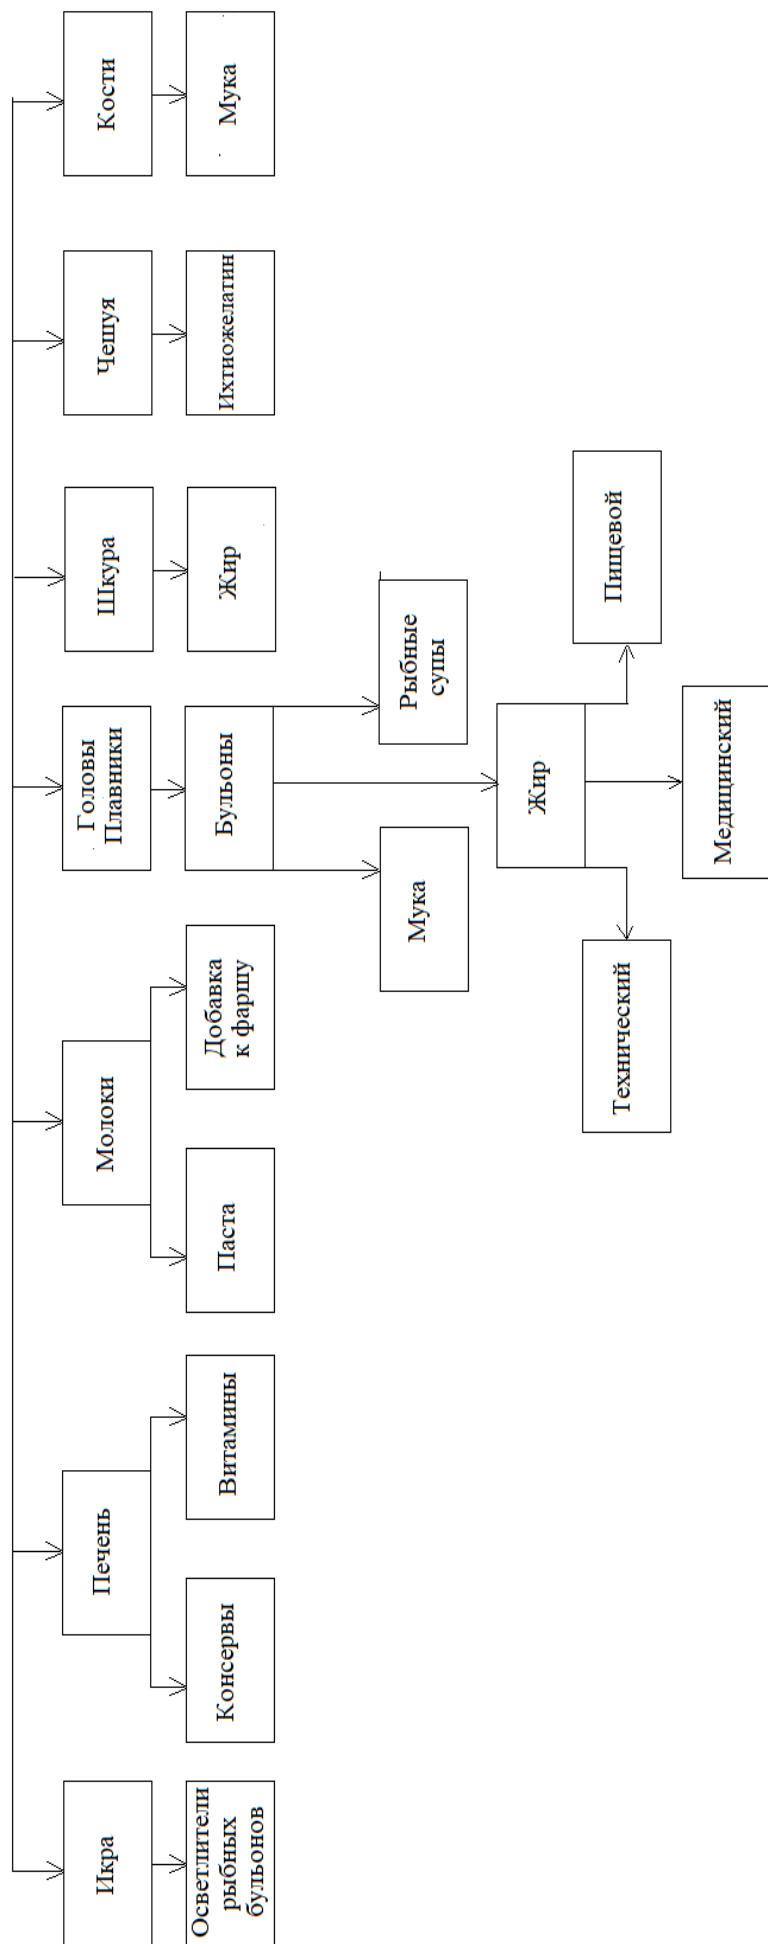 Икра
Печень
Молоки
Головы
Плавники
Шкура
Чешуя
Кости
Осветлители
рыбных
бульонов
Консервы
Витамины
Паста
Добавка
к фаршу
Бульоны
Жир
Ихтиожелатин
Мука
Мука
Рыбные
супы
Жир
Технический
Пищевой
Медицинский